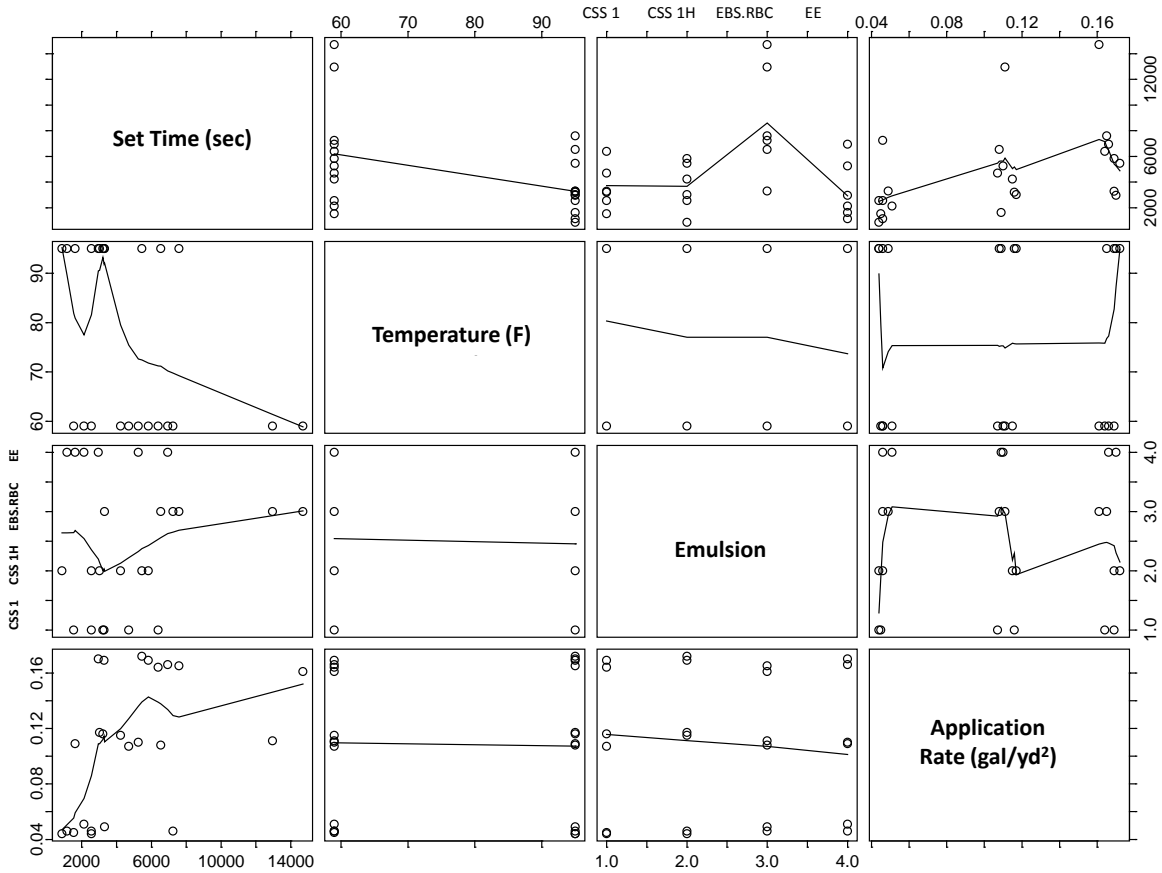 60 70 80 90
CSS 1 CSS 1H EBS.RBC EE
0.04 0.12 0.16
Set Time (sec)
2000 6000 12000
60 70 80 90
Temperature (F)
CSS 1 CSS 1H EBS.RBC EE
Emulsion
1.0 2.0 3.0 4.0
0.04 0.08 0.12 0.16
Application
Rate (gal/yd²)
2000 6000 10000 14000
1.0 2.0 3.0 4.0